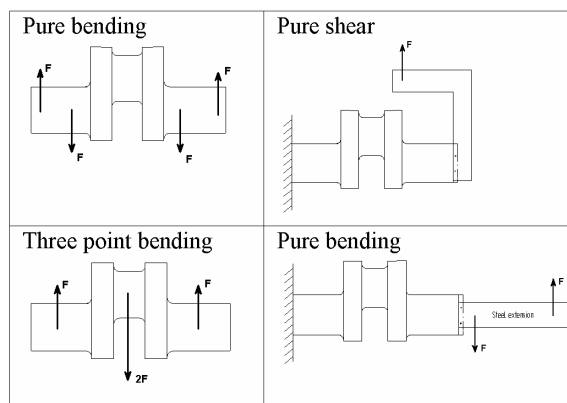 Pure bending
F
F
F
F
Pure shear
F
Three point bending
F
F
2F
Pure bending
F
Steel extension
F